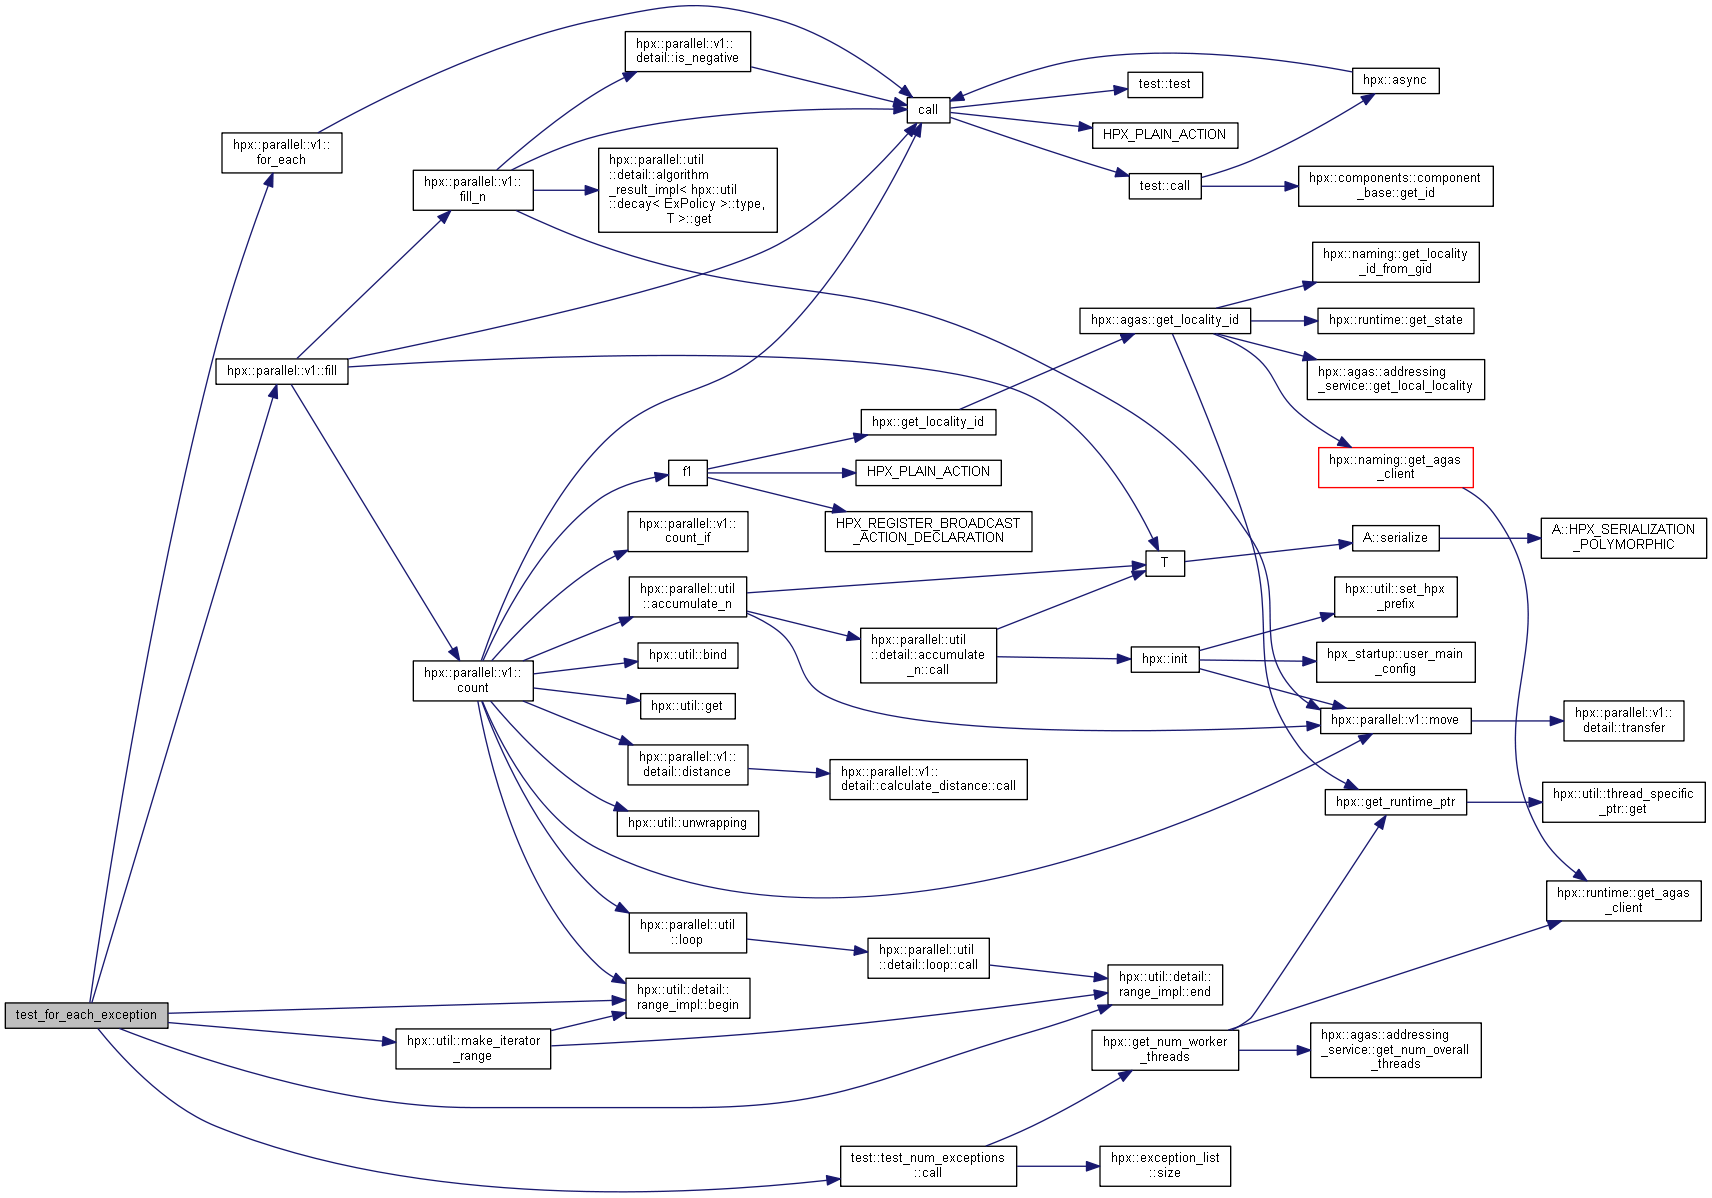 hpx::parallel::v1::
detail::is_negative
hpx::async
test::test
call
HPX_PLAIN_ACTION
hpx::parallel::v1::
for_each
hpx::parallel::v1::
fill_n
hpx::parallel::util
::detail::algorithm
_result_impl< hpx::util
::decay< ExPolicy >::type,
T >::get
test::call
hpx::components::component
_base::get_id
hpx::naming::get_locality
_id_from_gid
hpx::agas::get_locality_id
hpx::runtime::get_state
hpx::parallel::v1::fill
hpx::agas::addressing
_service::get_local_locality
hpx::get_locality_id
hpx::naming::get_agas
_client
f1
HPX_PLAIN_ACTION
hpx::parallel::v1::
count_if
HPX_REGISTER_BROADCAST
_ACTION_DECLARATION
A::serialize
A::HPX_SERIALIZATION
_POLYMORPHIC
T
hpx::parallel::util
::accumulate_n
hpx::util::set_hpx
_prefix
hpx::parallel::v1::
count
hpx::util::bind
hpx::parallel::util
::detail::accumulate
_n::call
hpx::init
hpx_startup::user_main
_config
hpx::util::get
hpx::parallel::v1::move
hpx::parallel::v1::
detail::transfer
hpx::parallel::v1::
detail::distance
hpx::parallel::v1::
detail::calculate_distance::call
hpx::get_runtime_ptr
hpx::util::thread_specific
_ptr::get
hpx::util::unwrapping
hpx::runtime::get_agas
_client
hpx::parallel::util
::loop
hpx::parallel::util
::detail::loop::call
hpx::util::detail::
range_impl::end
hpx::util::detail::
range_impl::begin
test_for_each_exception
hpx::util::make_iterator
_range
hpx::get_num_worker
_threads
hpx::agas::addressing
_service::get_num_overall
_threads
test::test_num_exceptions
::call
hpx::exception_list
::size